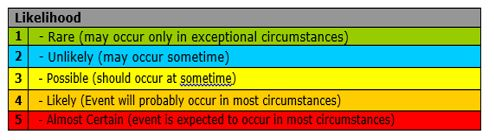 Likelihood
1 - Rare (may occur only in exceptional circumstances)
2 - Unlikely (may occur sometime)
3 - Possible (should occur at sometime)
4 - Likely (Event will probably occur in most circumstances)
5 - Almost Certain (event is expected to occur in most circumstances)